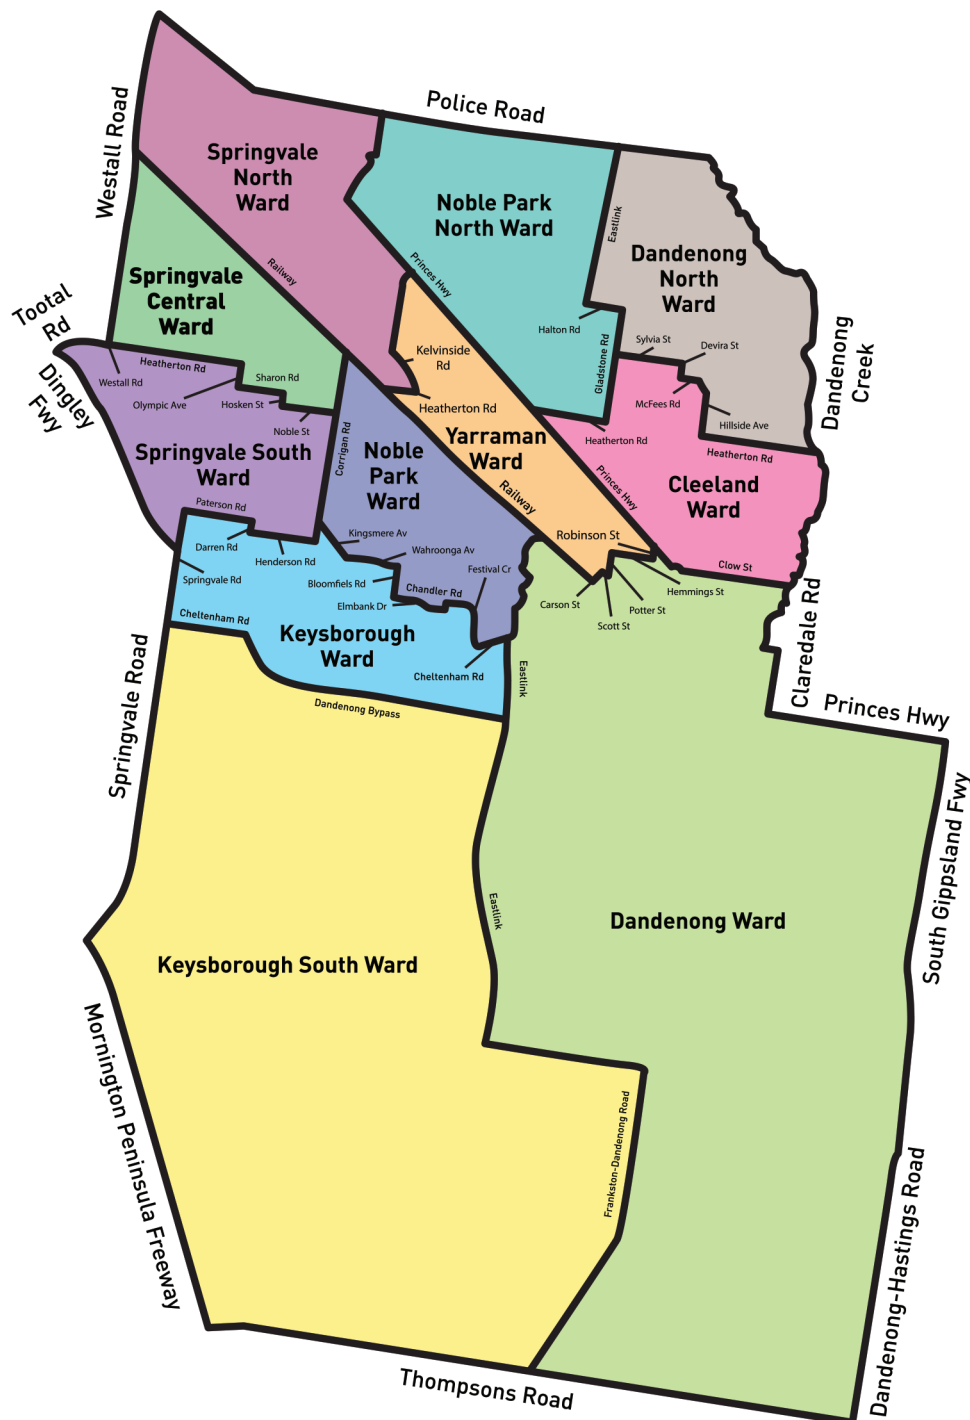 Police Road
Westall Road
Springvale
North
Ward
Noble Park
North Ward
Eastlink
Dandenong
North
Ward
Princes Hwy
Railway
Springvale
Central
Ward
Tootal
Rd
Dingley
Fwy
Halton Rd
Sylvia St
Devira St
Dandenong
Creek
Kelvinside
Rd
Gladstone Rd
Heatherton Rd
Westall Rd
Sharon Rd
Olympic Ave
Hosken St
Noble St
Heatherton Rd
McFees Rd
Hillside Ave
Heatherton Rd
Heatherton Rd
Springvale South
Ward
Corrigan Rd
Noble
Park
Ward
Yarraman
Ward
Railway
Princes Hwy
Cleeland
Ward
Paterson Rd
Darren Rd
Henderson Rd
Springvale Rd
Kingsmere Av
Wahroonga Av
Bloomfiels Rd
Festival Cr
Chandler Rd
Elmbank Dr
Robinson St
Clow St
Hemmings St
Potter St
Carson St
Scott St
Cheltenham Rd
Keysborough
Ward
Cheltenham Rd
Eastlink
Claredale Rd
Princes Hwy
Dandenong Bypass
Springvale Road
South Gippsland Fwy
Eastlink
Dandenong Ward
Keysborough South Ward
Mornington Peninsula Freeway
Frankston-Dandenong Road
Dandenong-Hastings Road
Thompsons Road